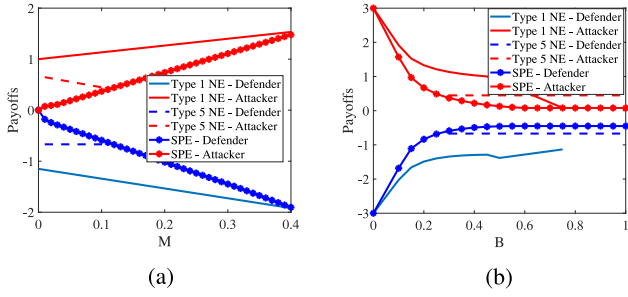 2
1
0
-1
-2
Payoffs
0
0.1
0.2
0.3
0.4
M
Type 1 NE - Defender
Type 1 NE - Attacker
Type 5 NE - Defender
Type 5 NE - Attacker
SPE - Defender
SPE - Attacker
(a)
3
2
1
0
-1
-2
-3
Payoffs
0
0.2
0.4
0.6
0.8
1
B
Type 1 NE - Defender
Type 1 NE - Attacker
Type 5 NE - Defender
Type 5 NE - Attacker
SPE - Defender
SPE - Attacker
(b)